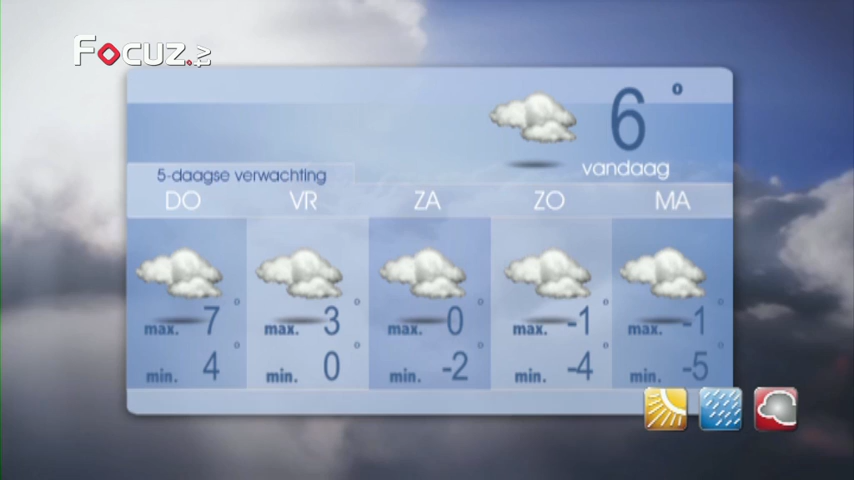 Focuz.tv
6°
vandaag
5-daagse verwachting
DO VR ZA ZO MA
max. 7° max. 3° max. 0° max. -1° max. -1°
min. 4° min. 0° min. -2° min. -4° min. -5°